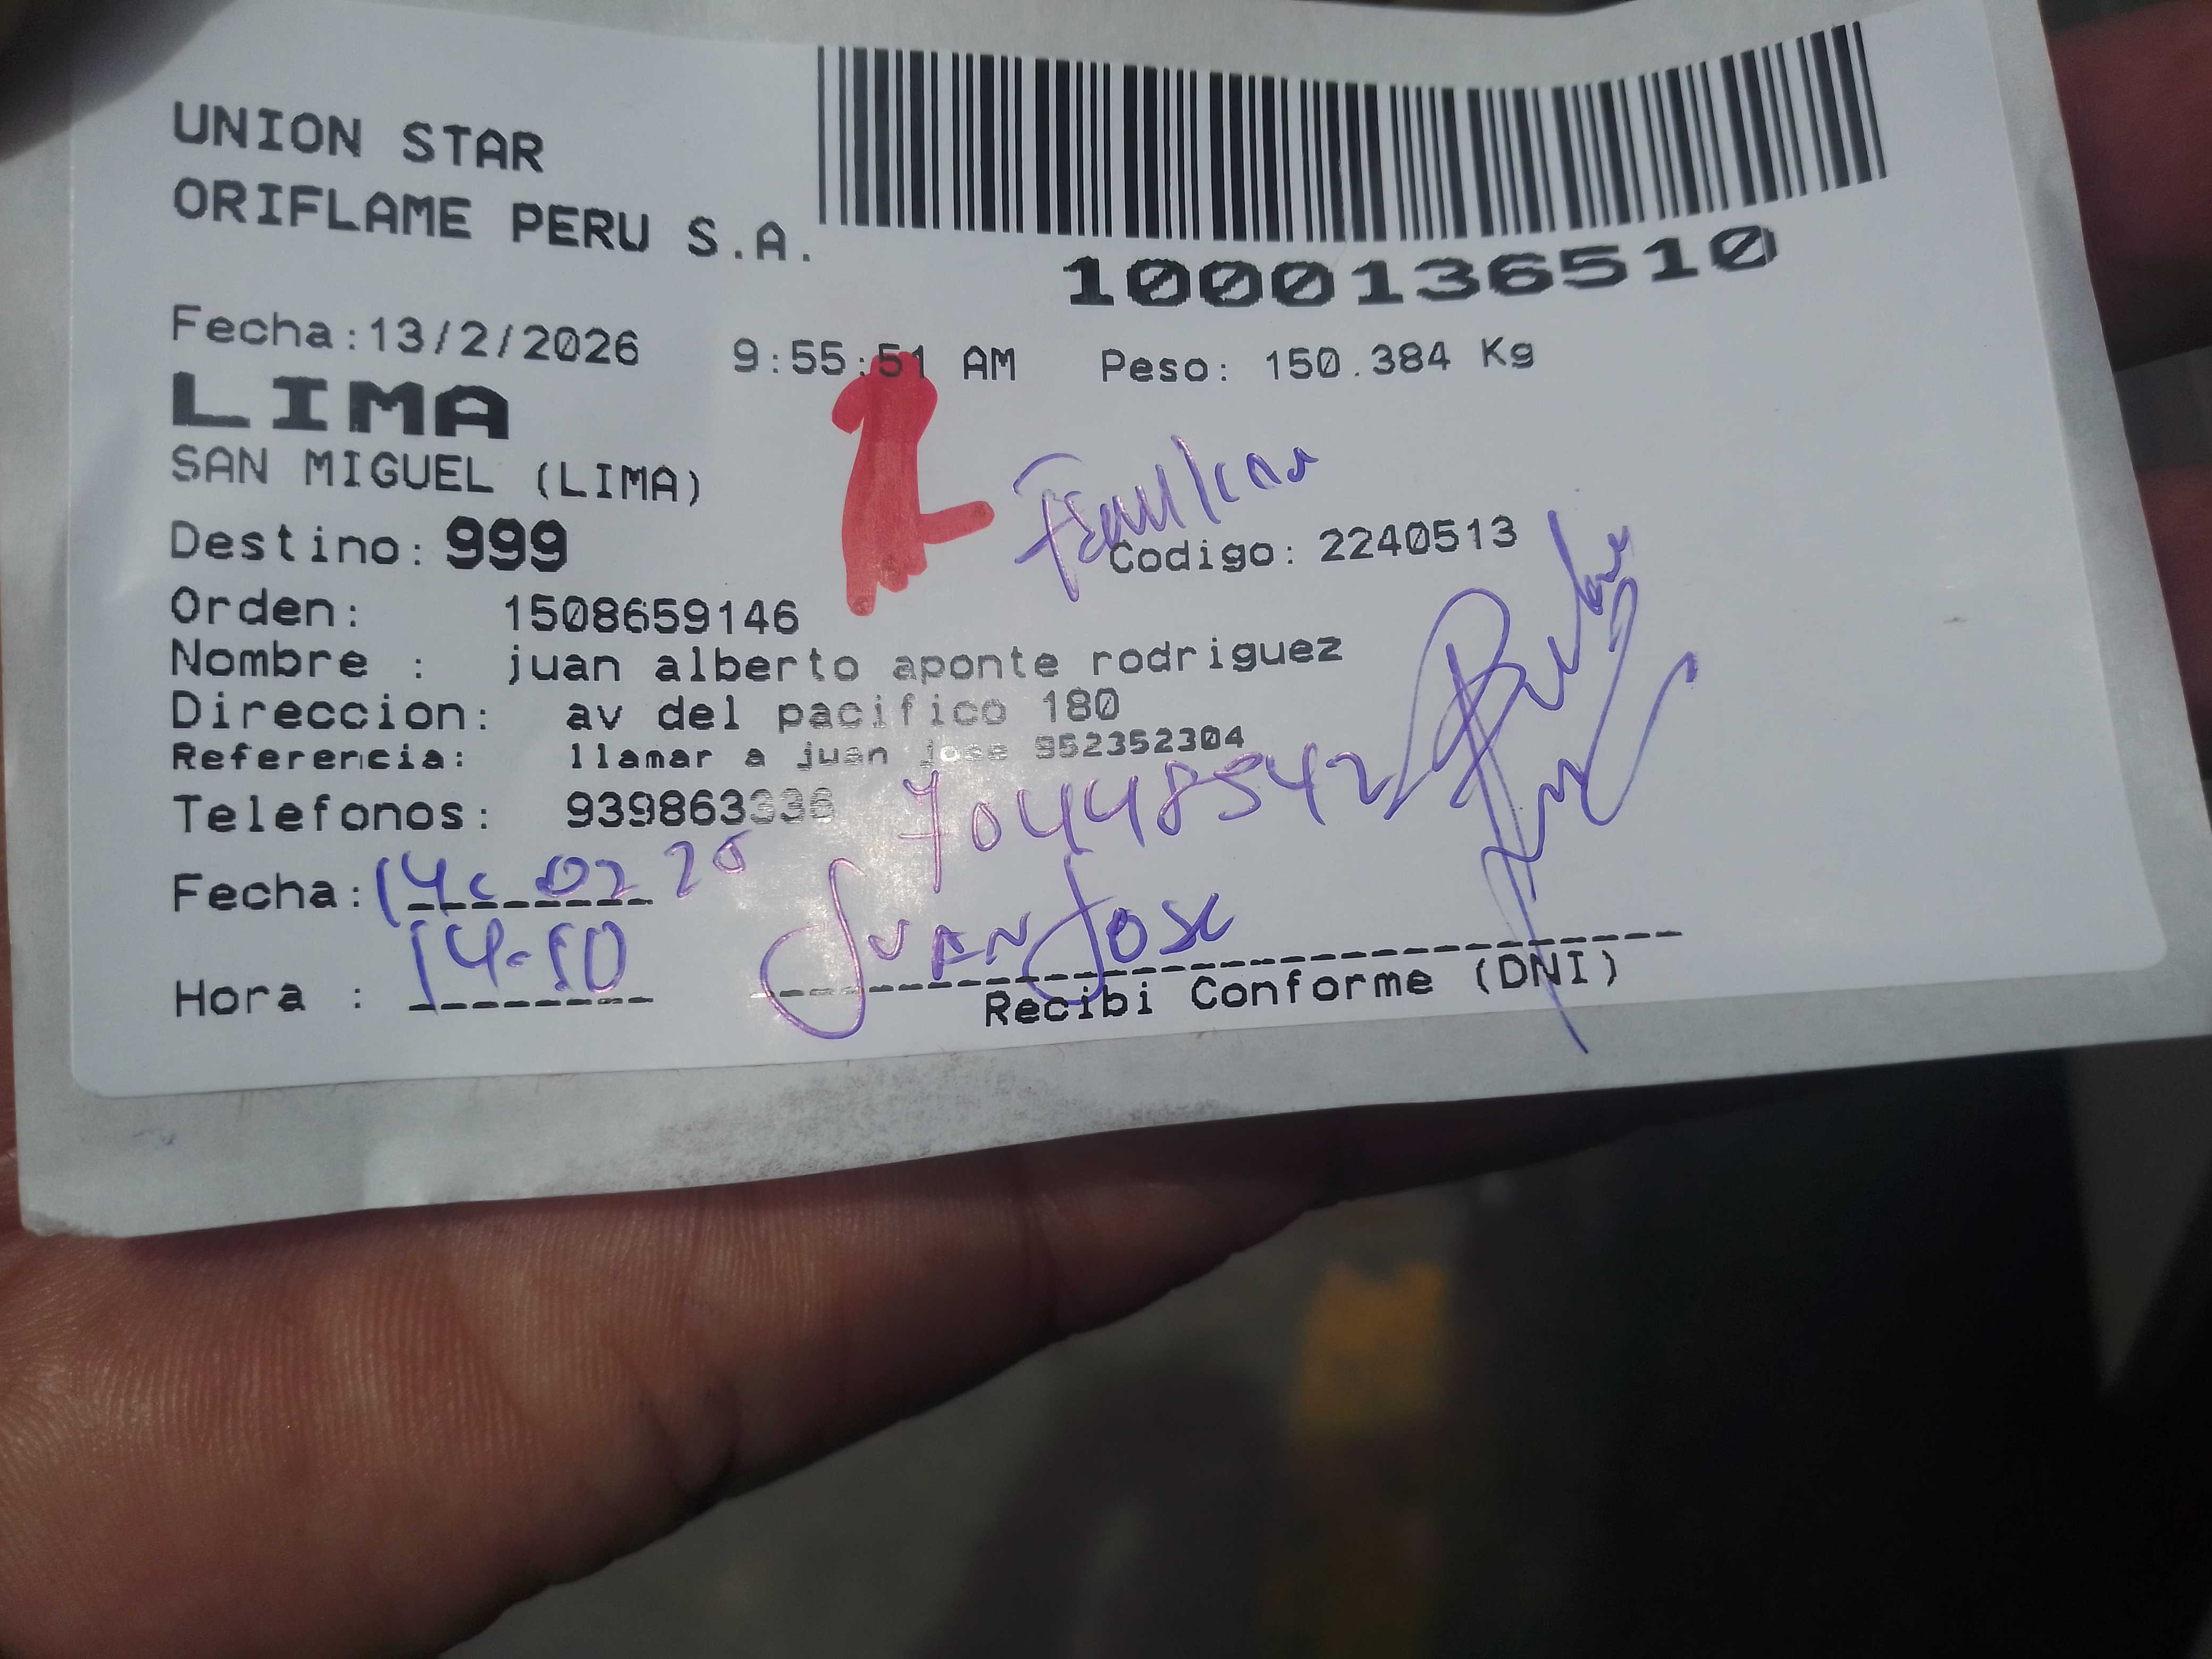 UNION STAR
ORIFLAME PERU S.A.
1000136510
Fecha:13/2/2026 9:55:51 AM Peso: 150.384 Kg
LIMA
SAN MIGUEL (LIMA)
Destino: 999
Codigo: 2240513
Orden: 1508659146
Nombre : juan alberto aponte rodriguez
Direccion: av del pacifico 180
Referencia: llamar a juan jose 952352304
Telefonos: 939863336
70448542
Fecha: 14 02 26
Hora : 14-50
JUAN JOSE
Recibi Conforme (DNI)